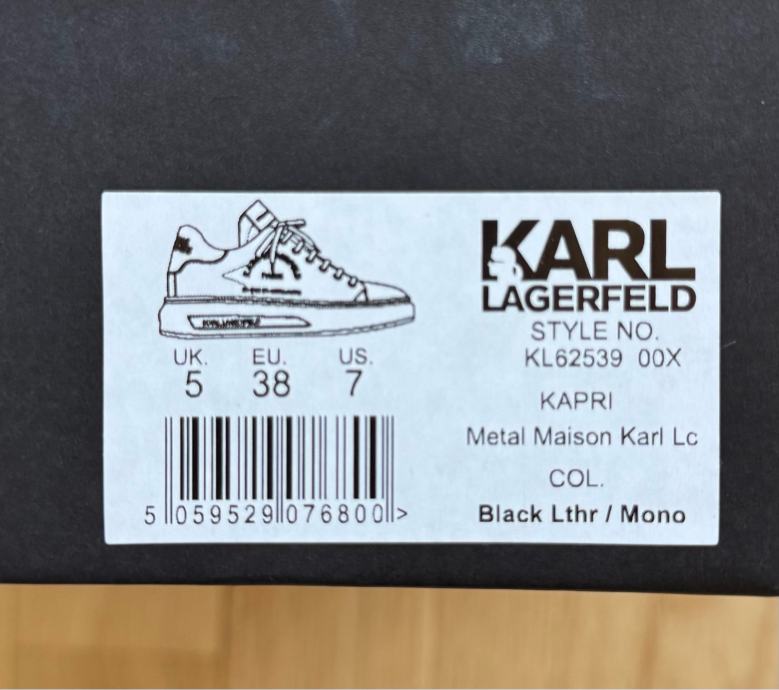 UK. EU. US.
5 38 7
5 059529 076800 >
KARL
LAGERFELD
STYLE NO.
KL62539 00X
KAPRI
Metal Maison Karl Lc
COL.
Black Lthr / Mono